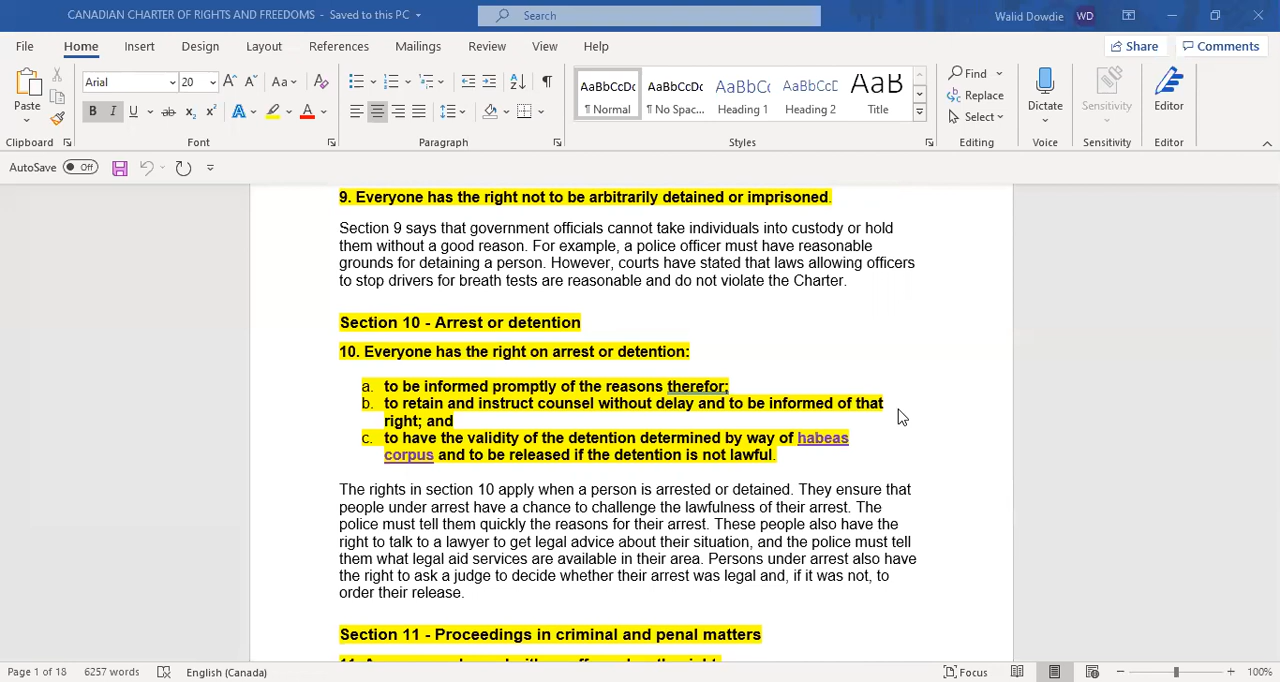 CANADIAN CHARTER OF RIGHTS AND FREEDOMS - Saved to this PC
Search
Walid Dowdie WD
File Home Insert Design Layout References Mailings Review View Help
Share Comments
Paste
Arial 20 A A Aa A
B I U ab x₂ x² A A
AaBbCcDc AaBbCcDc AaBbCc AaBbCcD AaB
¶ Normal ¶ No Spac... Heading 1 Heading 2 Title
Find
Replace
Select
Dictate Sensitivity Editor
Clipboard Font Paragraph Styles Editing Voice Sensitivity Editor
AutoSave Off
9. Everyone has the right not to be arbitrarily detained or imprisoned.
Section 9 says that government officials cannot take individuals into custody or hold
them without a good reason. For example, a police officer must have reasonable
grounds for detaining a person. However, courts have stated that laws allowing officers
to stop drivers for breath tests are reasonable and do not violate the Charter.
Section 10 - Arrest or detention
10. Everyone has the right on arrest or detention:
a. to be informed promptly of the reasons therefor;
b. to retain and instruct counsel without delay and to be informed of that
right; and
c. to have the validity of the detention determined by way of habeas
corpus and to be released if the detention is not lawful.
The rights in section 10 apply when a person is arrested or detained. They ensure that
people under arrest have a chance to challenge the lawfulness of their arrest. The
police must tell them quickly the reasons for their arrest. These people also have the
right to talk to a lawyer to get legal advice about their situation, and the police must tell
them what legal aid services are available in their area. Persons under arrest also have
the right to ask a judge to decide whether their arrest was legal and, if it was not, to
order their release.
Section 11 - Proceedings in criminal and penal matters
Page 1 of 18 6257 words English (Canada) Focus 100%